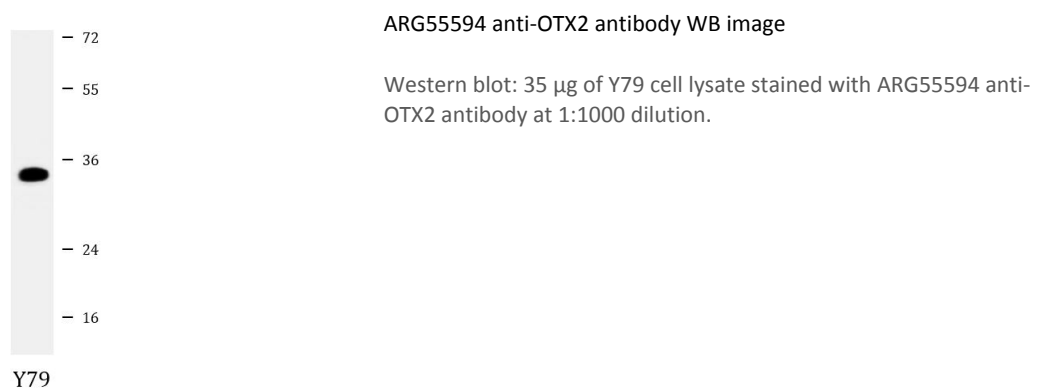 ARG55594 anti-OTX2 antibody WB image
Western blot: 35 µg of Y79 cell lysate stained with ARG55594 anti-
OTX2 antibody at 1:1000 dilution.
– 72
– 55
– 36
– 24
– 16
Y79